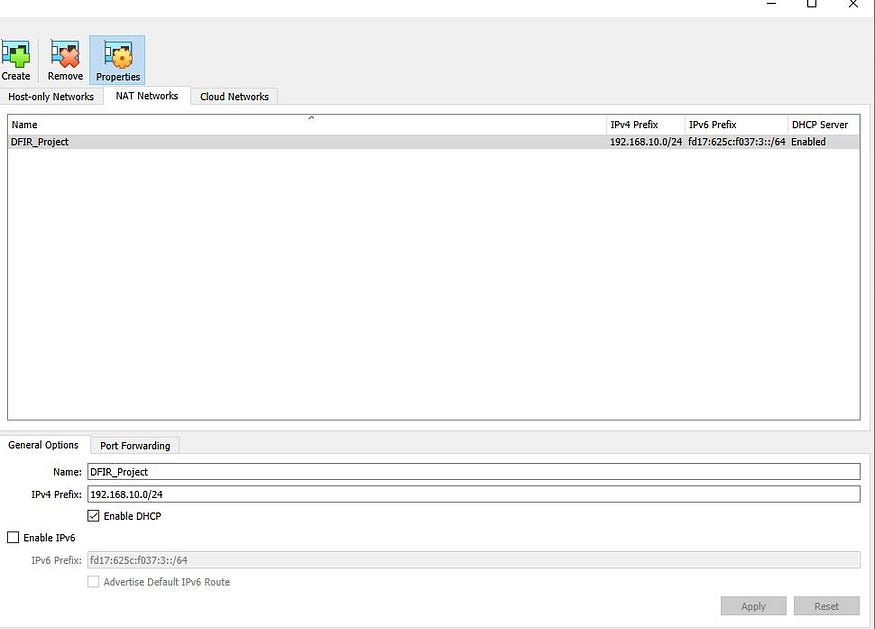 Create Remove Properties
Host-only Networks NAT Networks Cloud Networks
Name IPv4 Prefix IPv6 Prefix DHCP Server
DFIR_Project 192.168.10.0/24 fd17:625c:f037:3::/64 Enabled
General Options Port Forwarding
Name: DFIR_Project
IPv4 Prefix: 192.168.10.0/24
Enable DHCP
Enable IPv6
IPv6 Prefix: fd17:625c:f037:3::/64
Advertise Default IPv6 Route
Apply Reset